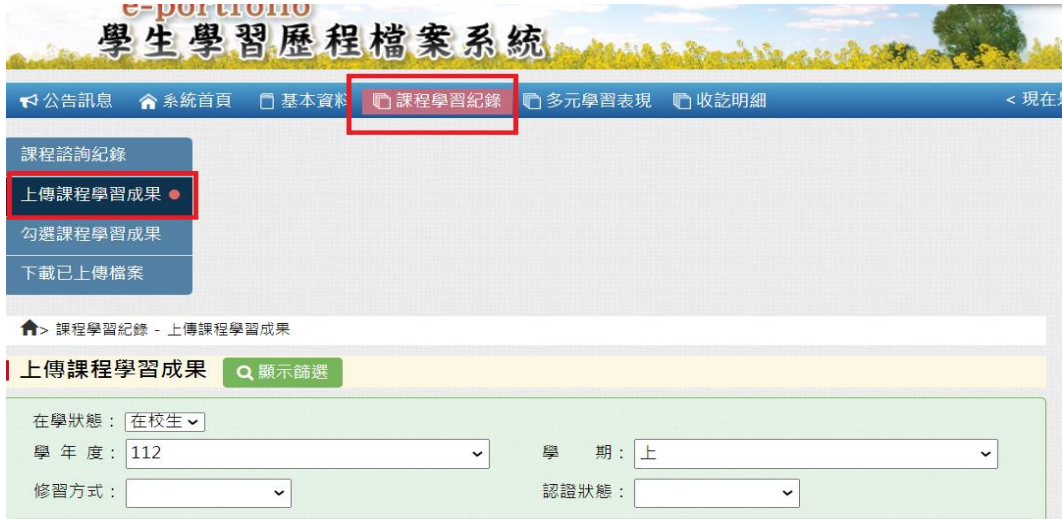 e-portfolio
學生學習歷程檔案系統
公告訊息 系統首頁 基本資料 課程學習紀錄 多元學習表現 收訖明細 < 現在
課程諮詢紀錄
上傳課程學習成果
勾選課程學習成果
下載已上傳檔案
> 課程學習紀錄 - 上傳課程學習成果
上傳課程學習成果 顯示篩選
在學狀態： 在校生
學 年 度： 112 學 期： 上
修習方式： 認證狀態：